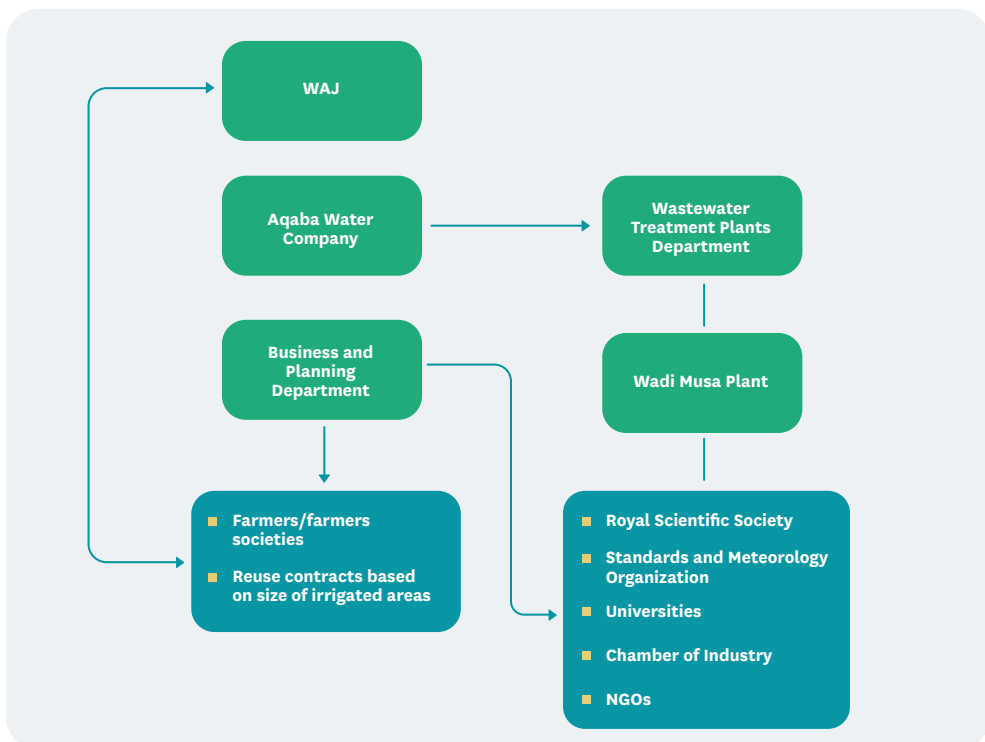 WAJ
Aqaba Water
Company
Wastewater
Treatment Plants
Department
Business and
Planning
Department
Wadi Musa Plant
Farmers/farmers
societies
Reuse contracts based
on size of irrigated areas
Royal Scientific Society
Standards and Meteorology
Organization
Universities
Chamber of Industry
NGOs